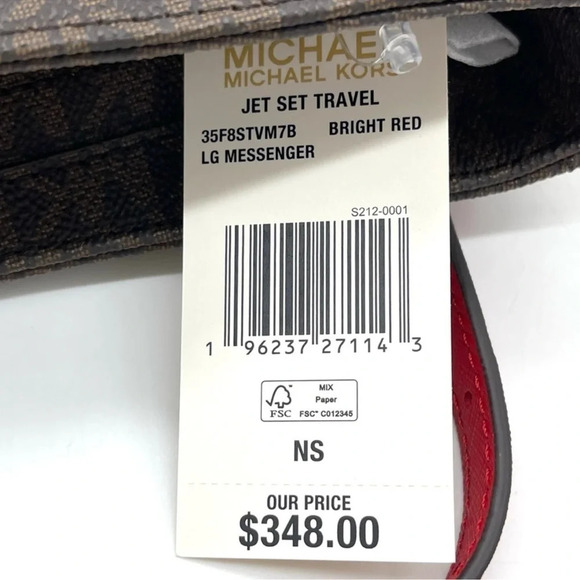 MICHAEL
MICHAEL KORS
JET SET TRAVEL
35F8STVM7B BRIGHT RED
LG MESSENGER
S212-0001
1 96237 27114 3
FSC
MIX
Paper
FSC™ C012345
NS
OUR PRICE
$348.00